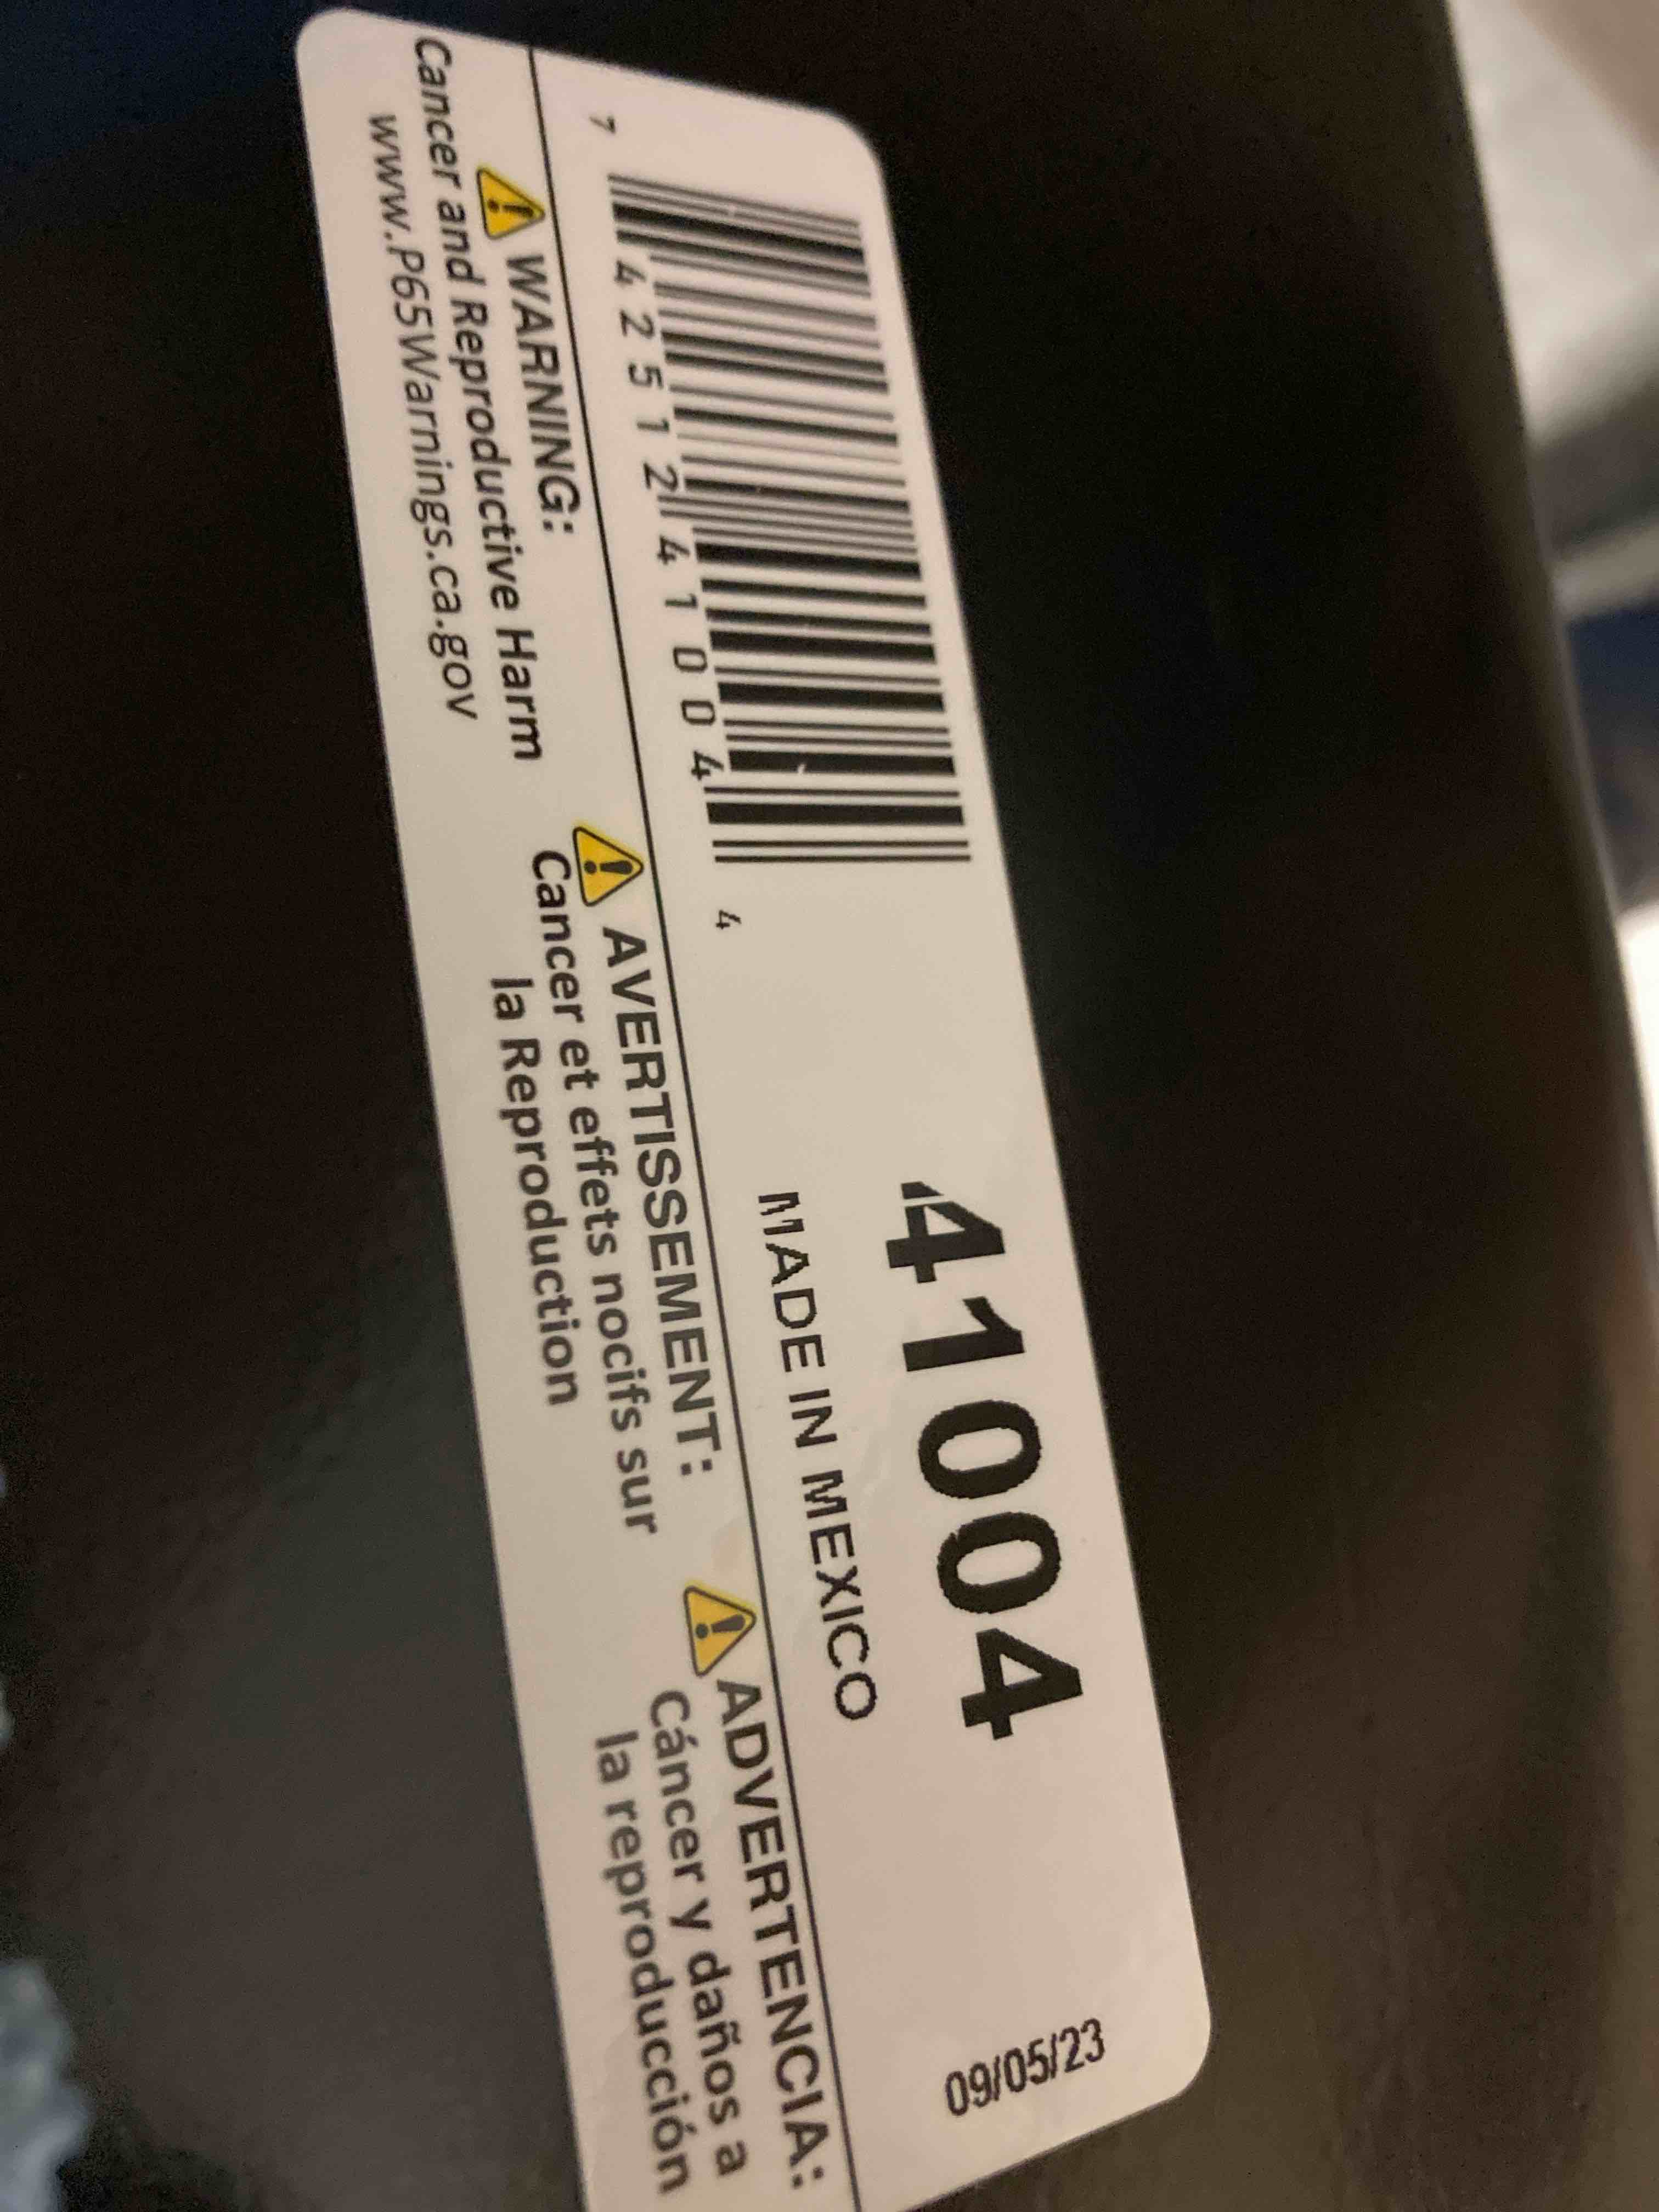 7 42512 41004 4
41004
MADE IN MEXICO
09/05/23
WARNING:
Cancer and Reproductive Harm
www.P65Warnings.ca.gov
AVERTISSEMENT:
Cancer et effets nocifs sur
la Reproduction
ADVERTENCIA:
Cáncer y daños a
la reproducción